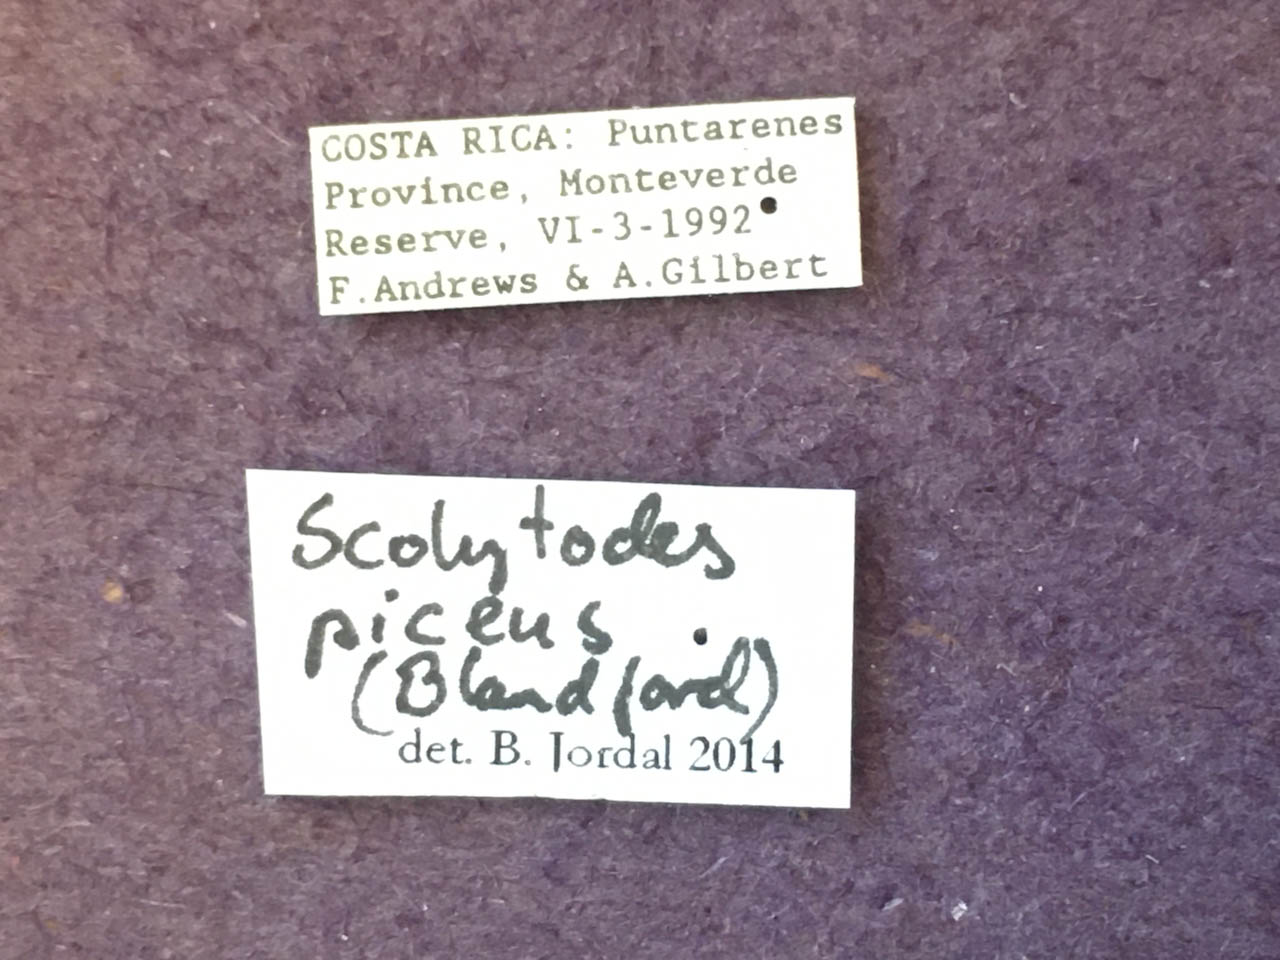 COSTA RICA: Puntarenes
Province, Monteverde
Reserve, VI-3-1992
F.Andrews & A.Gilbert
Scolytodes
piceus
(Blandford)
det. B. Jordal 2014